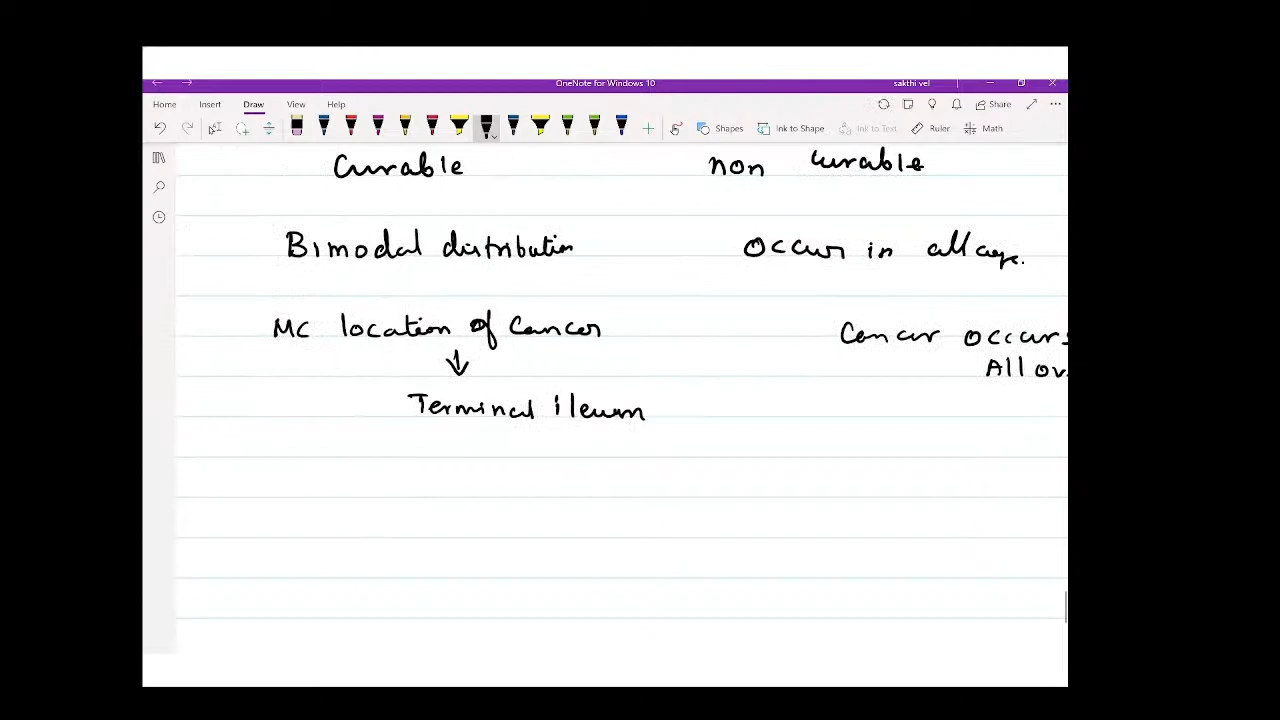 OneNote for Windows 10
sakthi vel
Home Insert Draw View Help
Share
Shapes Ink to Shape Ink to Text Ruler Math
Curable
non curable
Bimodal distribution
Occur in all age.
MC location of Cancer
Terminal ileum
Cancer occurs
All ov